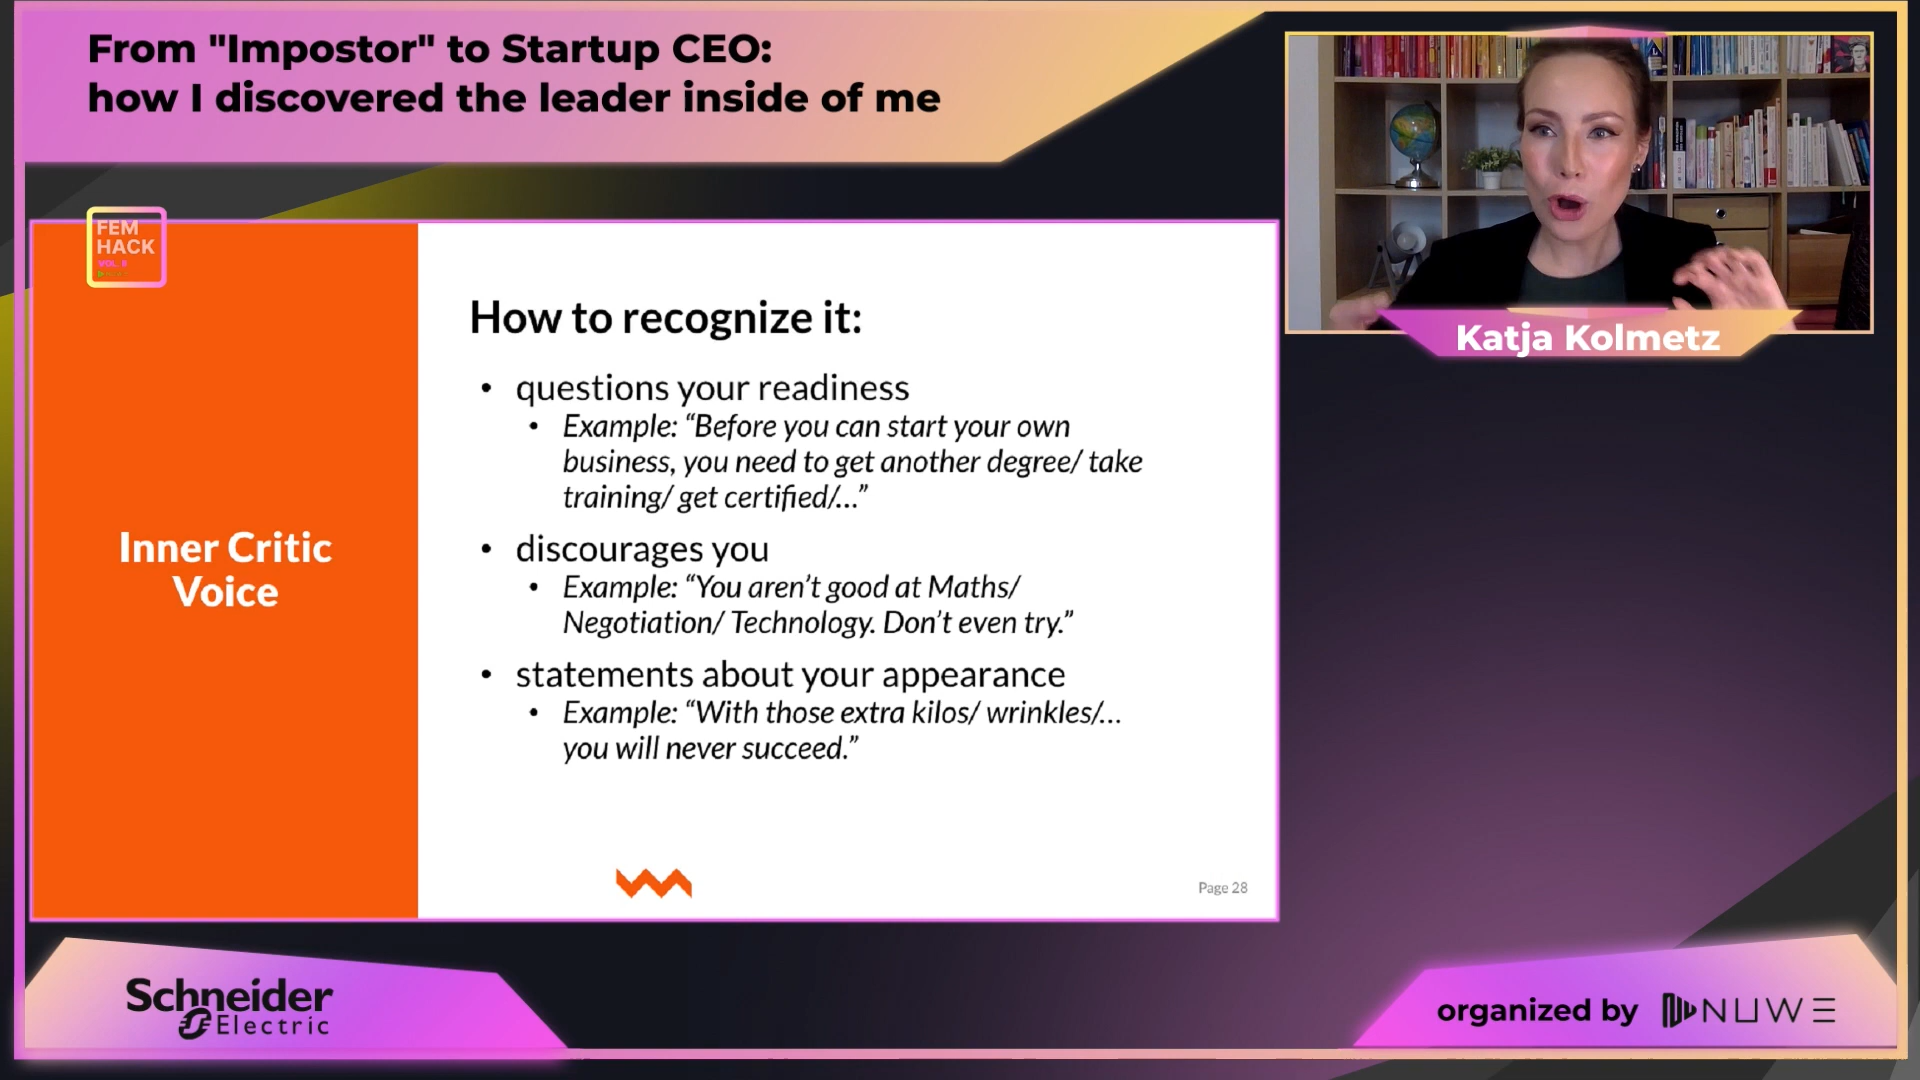 From "Impostor" to Startup CEO:
how I discovered the leader inside of me
FEM
HACK
Katja Kolmetz
Inner Critic
Voice
How to recognize it:
• questions your readiness
• Example: “Before you can start your own
business, you need to get another degree/ take
training/ get certified/...”
• discourages you
• Example: “You aren’t good at Maths/
Negotiation/ Technology. Don’t even try.”
• statements about your appearance
• Example: “With those extra kilos/ wrinkles/...
you will never succeed.”
Page 28
Schneider
Electric
organized by NUWE